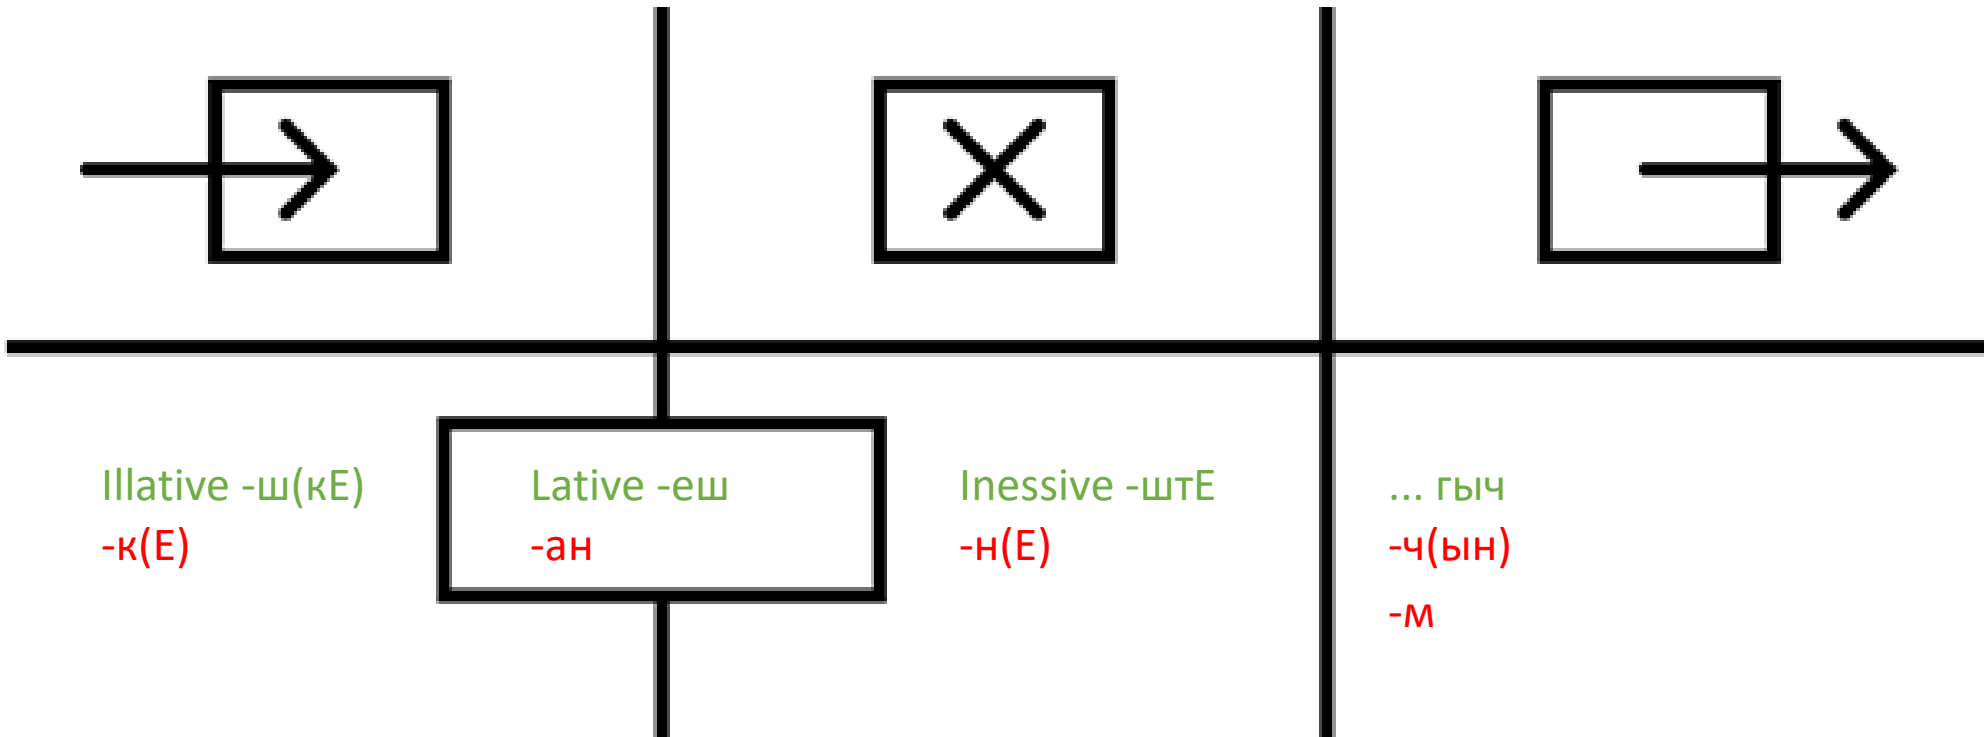 Illative -ш(кЕ) Lative -еш Inessive -штЕ ... гыч
-к(Е) -ан -н(Е) -ч(ын)
-м